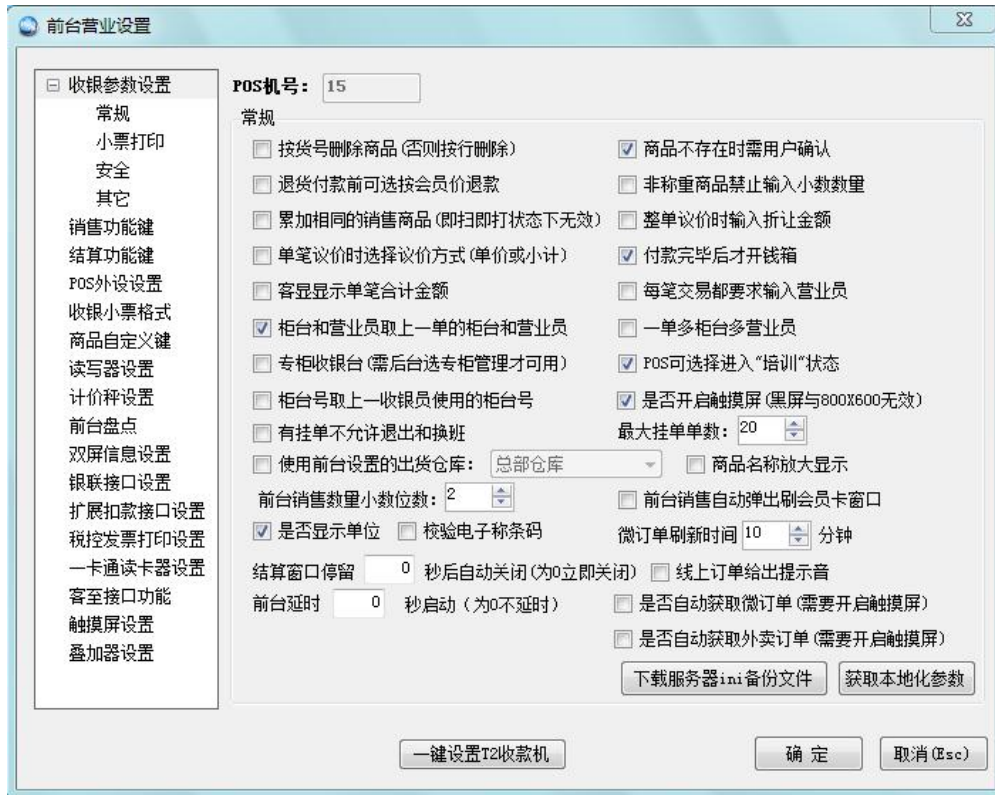 前台营业设置
收银参数设置
常规
小票打印
安全
其它
销售功能键
结算功能键
POS外设设置
收银小票格式
商品自定义键
读写器设置
计价秤设置
前台盘点
双屏信息设置
银联接口设置
扩展扣款接口设置
税控发票打印设置
一卡通读卡器设置
客至接口功能
触摸屏设置
叠加器设置
POS机号: 15
常规
按货号删除商品(否则按行删除) 商品不存在时需用户确认
退货付款前可选按会员价退款 非称重商品禁止输入小数数量
累加相同的销售商品(即扫即打状态下无效) 整单议价时输入折让金额
单笔议价时选择议价方式(单价或小计) 付款完毕后才开钱箱
客显显示单笔合计金额 每笔交易都要求输入营业员
柜台和营业员取上一单的柜台和营业员 一单多柜台多营业员
专柜收银台(需后台选专柜管理才可用) POS可选择进入“培训“状态
柜台号取上一收银员使用的柜台号 是否开启触摸屏(黑屏与800X600无效)
有挂单不允许退出和换班 最大挂单单数: 20
使用前台设置的出货仓库: 总部仓库 商品名称放大显示
前台销售数量小数位数: 2 前台销售自动弹出刷会员卡窗口
是否显示单位 校验电子称条码 微订单刷新时间 10 分钟
结算窗口停留 0 秒后自动关闭(为0立即关闭) 线上订单给出提示音
前台延时 0 秒启动（为0不延时） 是否自动获取微订单(需要开启触摸屏)
是否自动获取外卖订单(需要开启触摸屏)
下载服务器ini备份文件 获取本地化参数
一键设置T2收款机 确 定 取消(Esc)